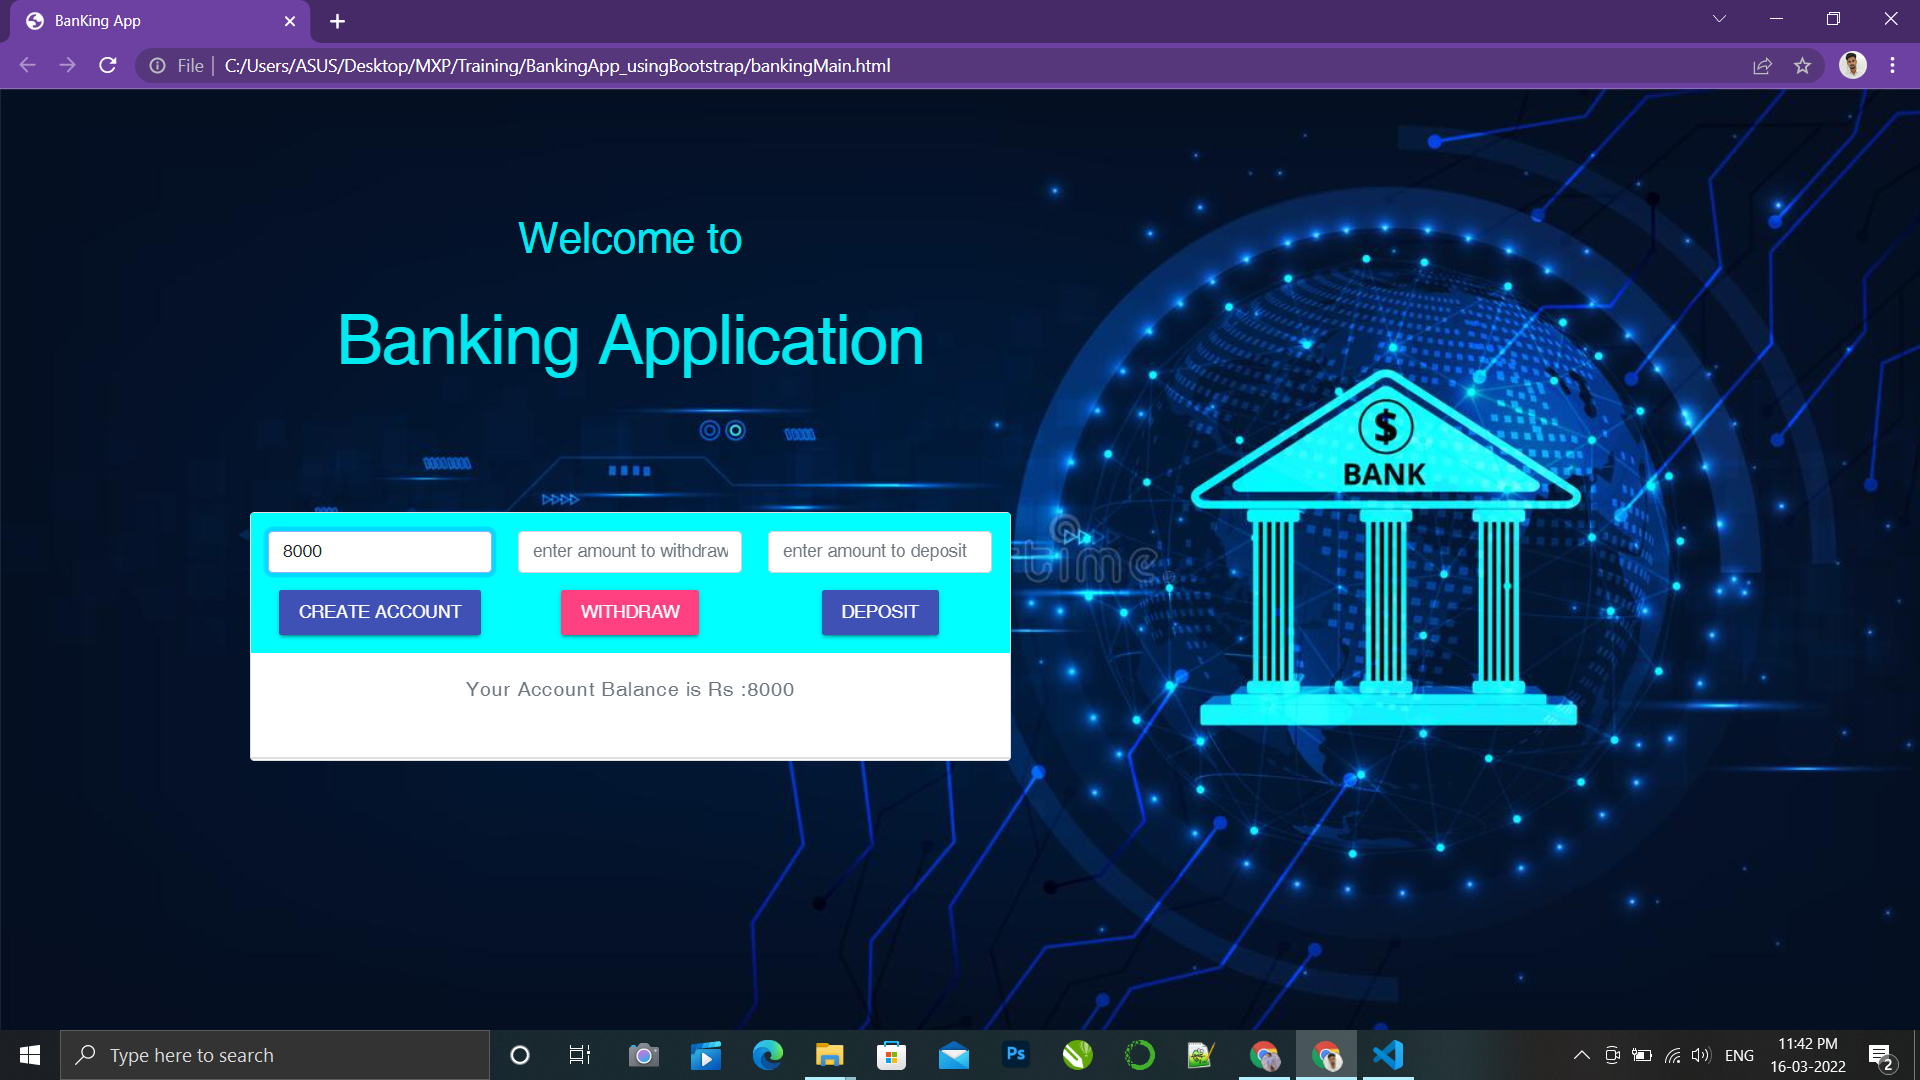 BanKing App
File
C:/Users/ASUS/Desktop/MXP/Training/BankingApp_usingBootstrap/bankingMain.html
Welcome to
Banking Application
$
BANK
time
8000
enter amount to withdraw
enter amount to deposit
CREATE ACCOUNT
WITHDRAW
DEPOSIT
Your Account Balance is Rs :8000
Type here to search
Ps
ENG
11:42 PM
16-03-2022
2